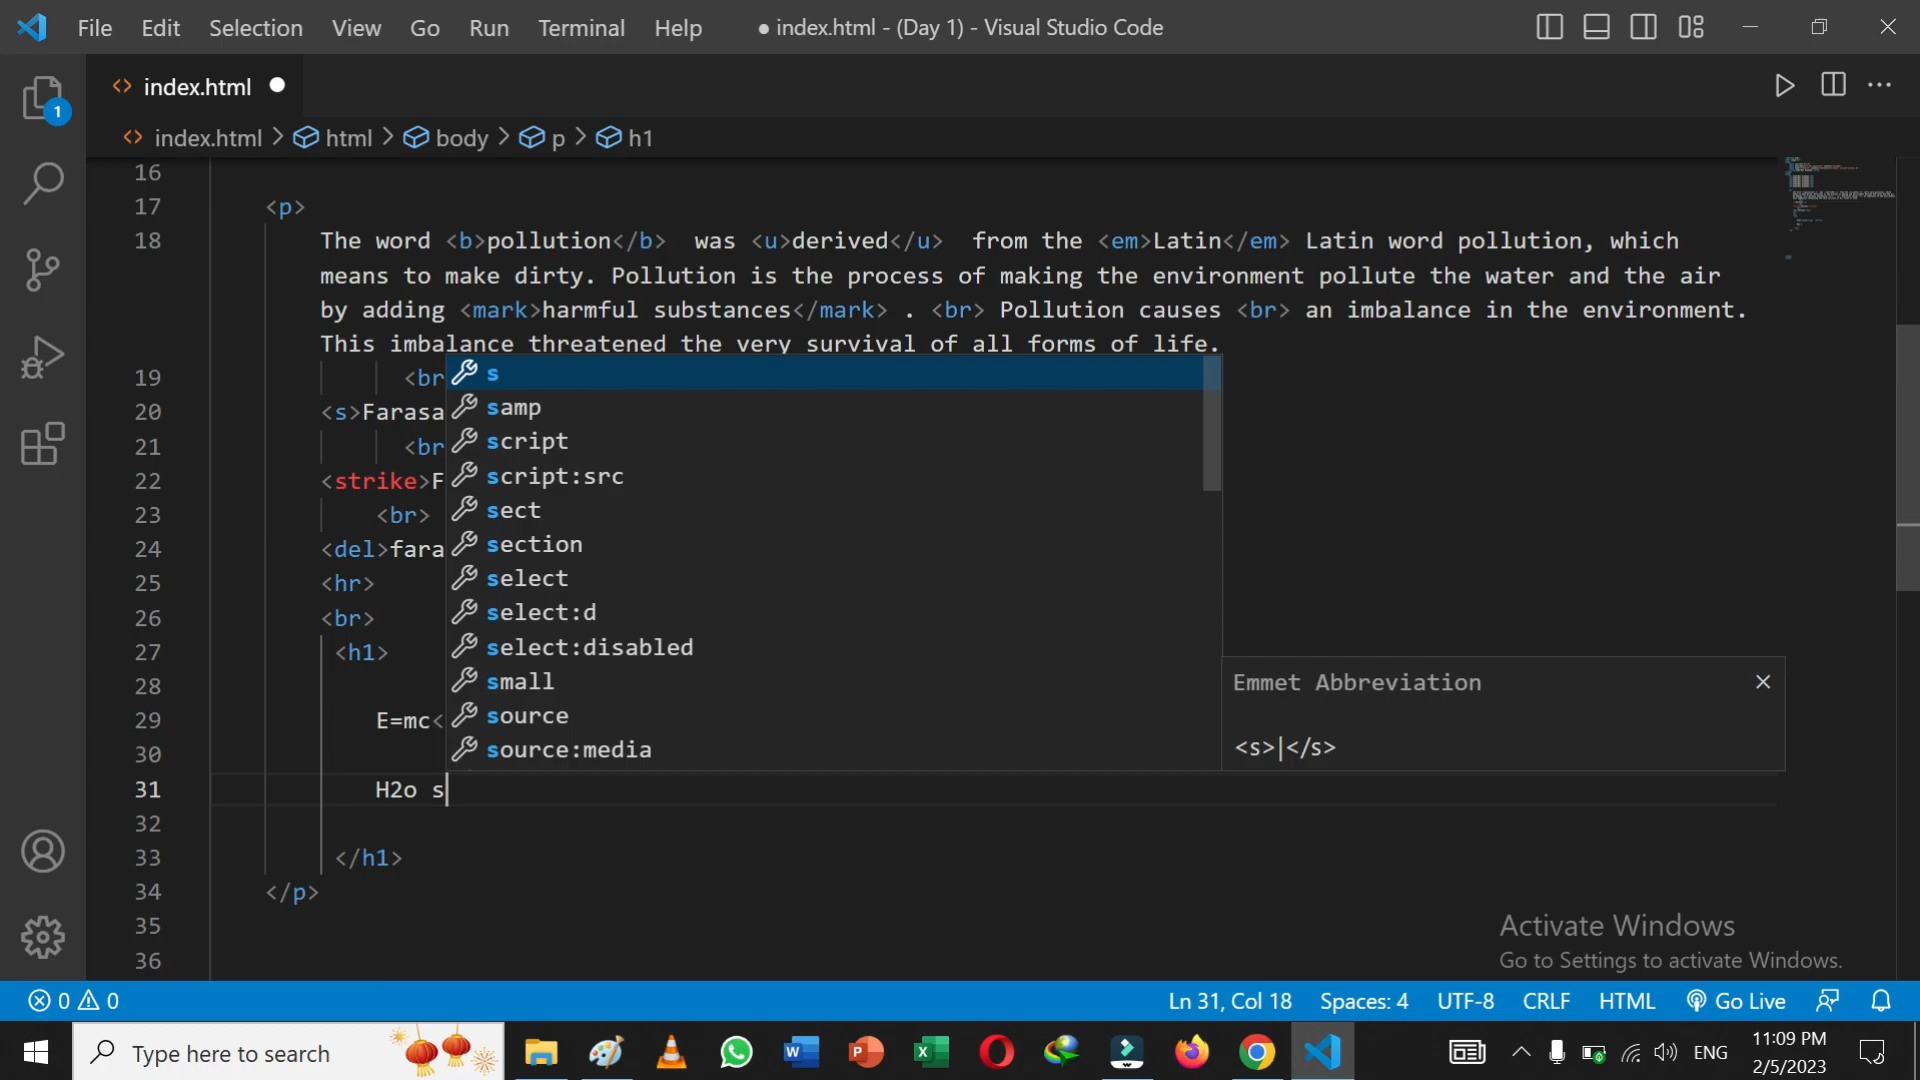 File Edit Selection View Go Run Terminal Help ● index.html - (Day 1) - Visual Studio Code
1
<> index.html ●
<> index.html > html > body > p > h1
16
17 <p>
18 The word <b>pollution</b>  was <u>derived</u>  from the <em>Latin</em> Latin word pollution, which
means to make dirty. Pollution is the process of making the environment pollute the water and the air
by adding <mark>harmful substances</mark> . <br> Pollution causes <br> an imbalance in the environment.
This imbalance threatened the very survival of all forms of life.
19 <br
s
samp
20 <s>Farasa
script
21 <br
script:src
22 <strike>F
sect
23 <br>
section
24 <del>fara
select
25 <hr>
select:d
26 <br>
select:disabled
27 <h1>
small
28
source
29 E=mc<
source:media
30
Emmet Abbreviation
<s>|</s>
31 H2o s
32
33 </h1>
34 </p>
35
36
Activate Windows
Go to Settings to activate Windows.
0 0 Ln 31, Col 18 Spaces: 4 UTF-8 CRLF HTML Go Live
Type here to search
ENG
11:09 PM
2/5/2023